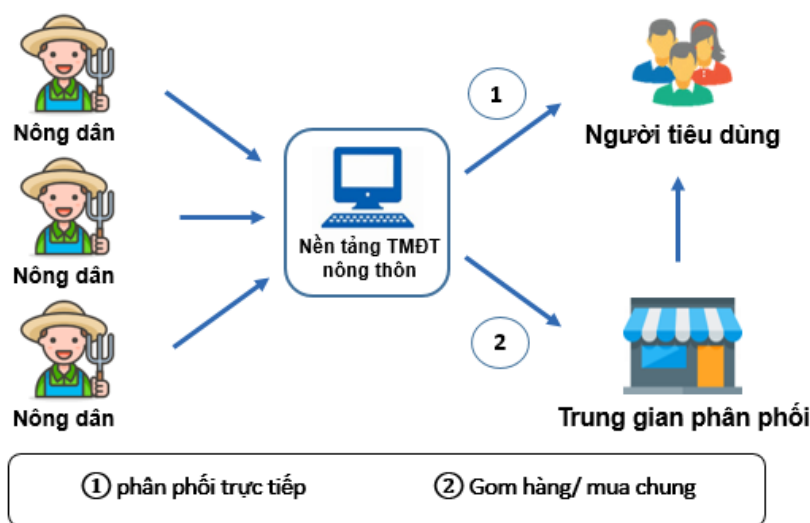 Nông dân
Nông dân
Nông dân
Nền tảng TMĐT
nông thôn
1
Người tiêu dùng
2
Trung gian phân phối
① phân phối trực tiếp
② Gom hàng/ mua chung